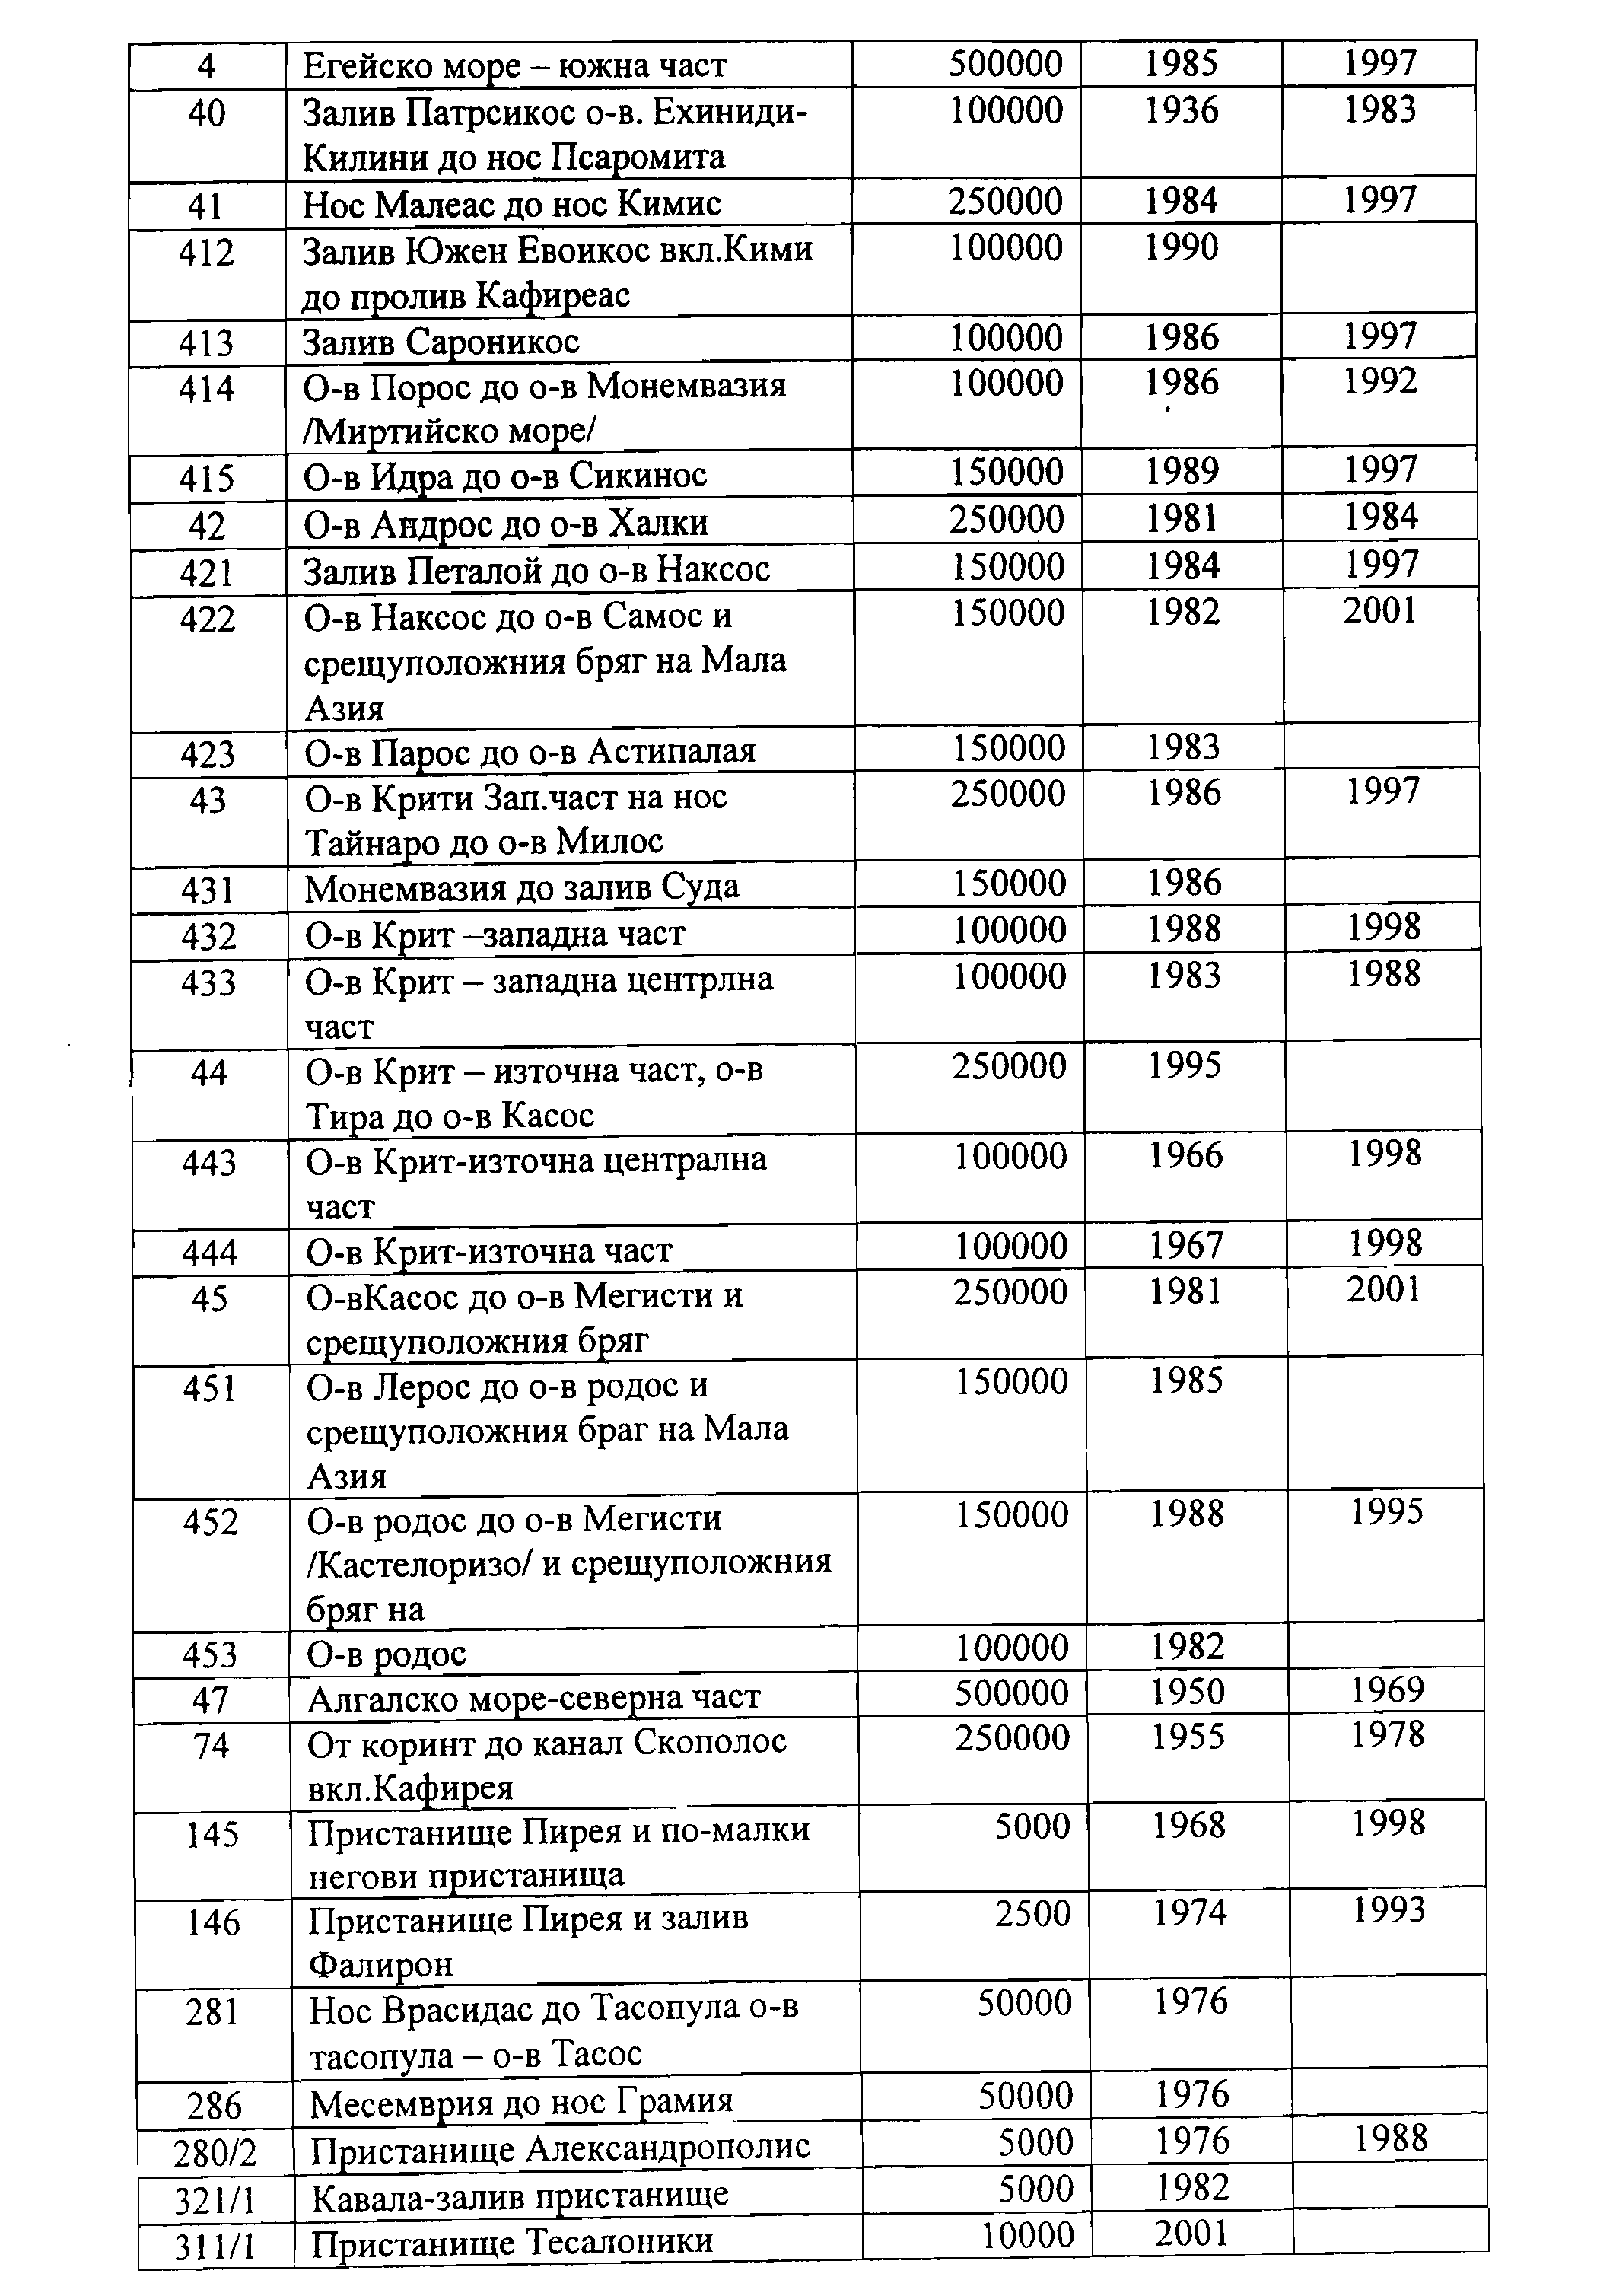 4 Егейско море – южна част 500000 1985 1997
40 Залив Патрсикос о-в. Ехиниди- 100000 1936 1983
Килини до нос Псаромита
41 Нос Малеас до нос Кимис 250000 1984 1997
412 Залив Южен Евоикос вкл.Кими 100000 1990
до пролив Кафиреас
413 Залив Сароникос 100000 1986 1997
414 О-в Порос до о-в Монемвазия 100000 1986 1992
/Миртийско море/
415 О-в Идра до о-в Сикинос 150000 1989 1997
42 О-в Андрос до о-в Халки 250000 1981 1984
421 Залив Петалой до о-в Наксос 150000 1984 1997
422 О-в Наксос до о-в Самос и 150000 1982 2001
срещуположния бряг на Мала
Азия
423 О-в Парос до о-в Астипалая 150000 1983
43 О-в Крити Зап.част на нос 250000 1986 1997
Тайнаро до о-в Милос
431 Монемвазия до залив Суда 150000 1986
432 О-в Крит –западна част 100000 1988 1998
433 О-в Крит – западна центрлна 100000 1983 1988
част
44 О-в Крит – източна част, о-в 250000 1995
Тира до о-в Касос
443 О-в Крит-източна централна 100000 1966 1998
част
444 О-в Крит-източна част 100000 1967 1998
45 О-вКасос до о-в Мегисти и 250000 1981 2001
срещуположния бряг
451 О-в Лерос до о-в родос и 150000 1985
срещуположния браг на Мала
Азия
452 О-в родос до о-в Мегисти 150000 1988 1995
/Кастелоризо/ и срещуположния
бряг на
453 О-в родос 100000 1982
47 Алгалско море-северна част 500000 1950 1969
74 От коринт до канал Скополос 250000 1955 1978
вкл.Кафирея
145 Пристанище Пирея и по-малки 5000 1968 1998
негови пристанища
146 Пристанище Пирея и залив 2500 1974 1993
Фалирон
281 Нос Врасидас до Тасопула о-в 50000 1976
тасопула – о-в Тасос
286 Месемврия до нос Грамия 50000 1976
280/2 Пристанище Александрополис 5000 1976 1988
321/1 Кавала-залив пристанище 5000 1982
311/1 Пристанище Тесалоники 10000 2001